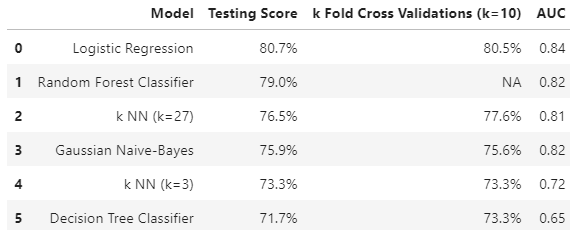 Model Testing Score k Fold Cross Validations (k=10) AUC
0 Logistic Regression 80.7% 80.5% 0.84
1 Random Forest Classifier 79.0% NA 0.82
2 k NN (k=27) 76.5% 77.6% 0.81
3 Gaussian Naive-Bayes 75.9% 75.6% 0.82
4 k NN (k=3) 73.3% 73.3% 0.72
5 Decision Tree Classifier 71.7% 73.3% 0.65